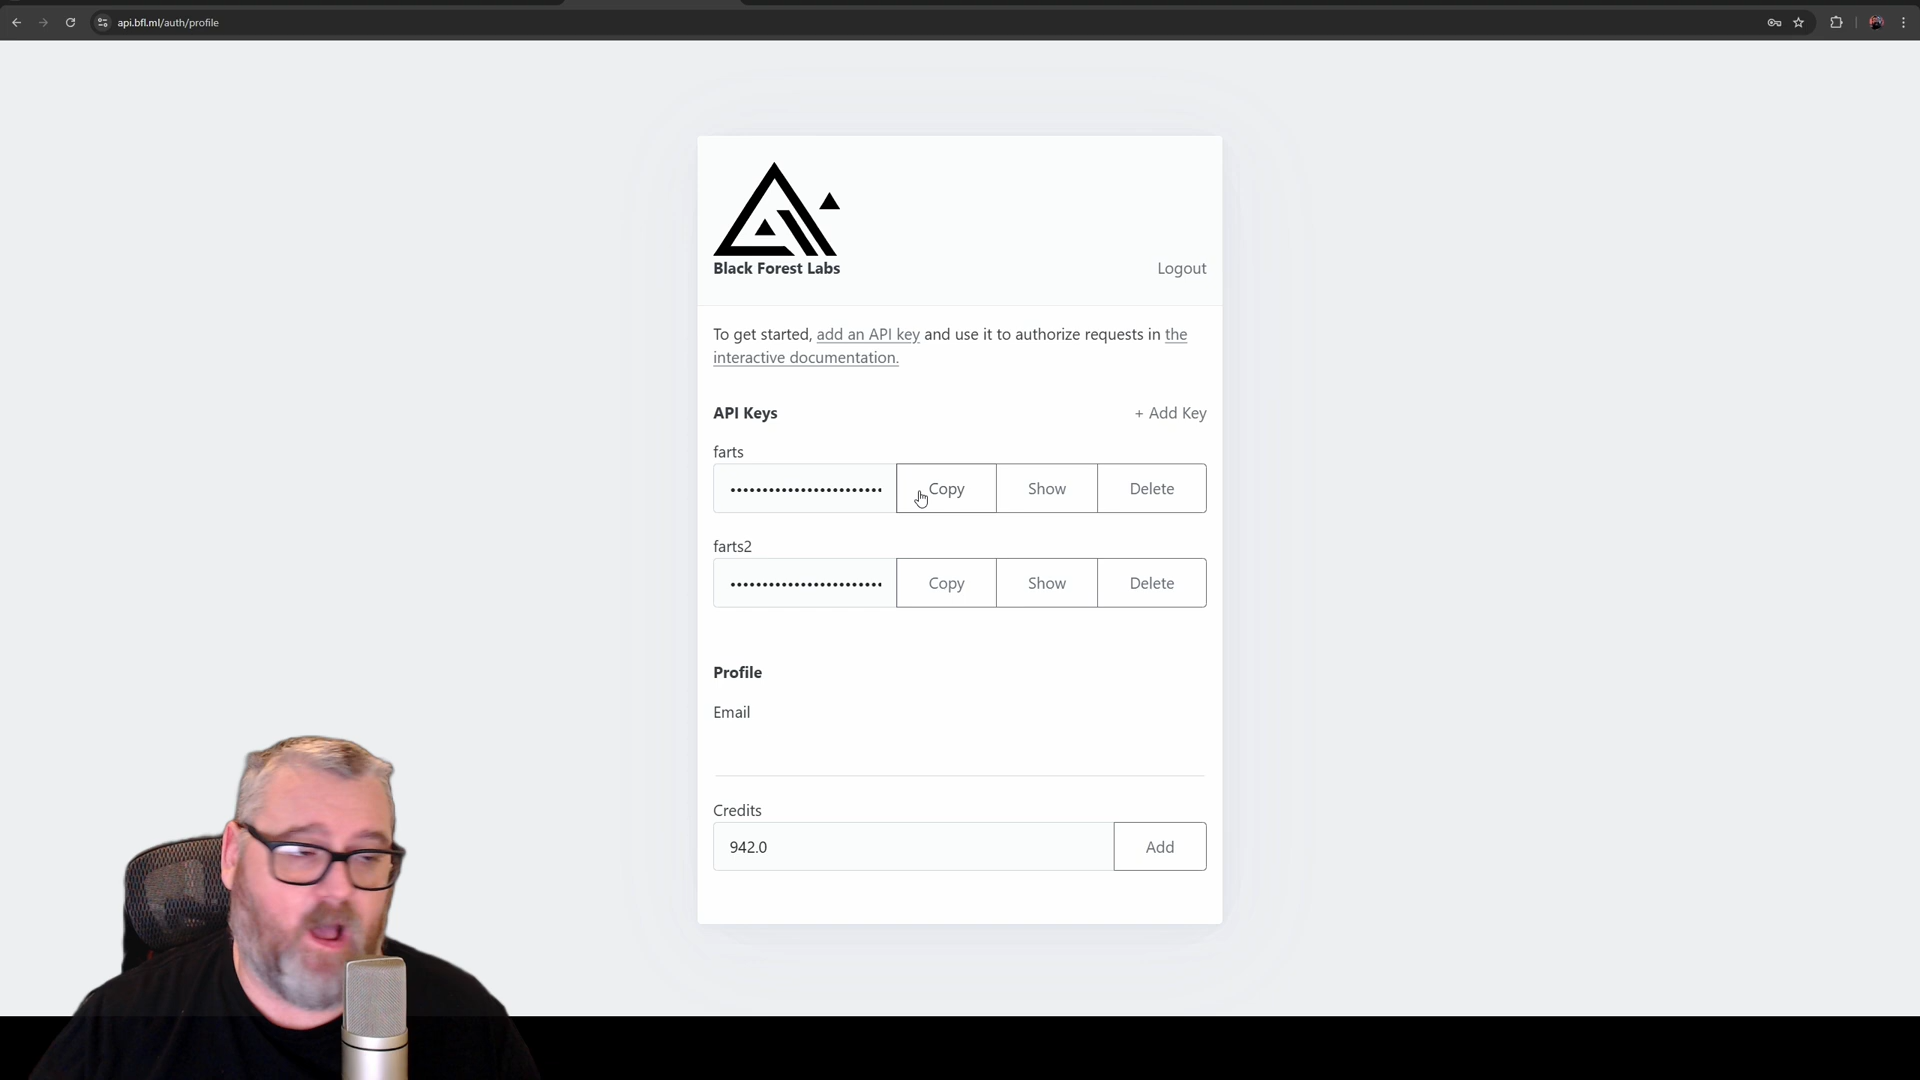 api.bfl.ml/auth/profile
Black Forest Labs
Logout
To get started, add an API key and use it to authorize requests in the
interactive documentation.
API Keys
+ Add Key
farts
Copy
Show
Delete
farts2
Copy
Show
Delete
Profile
Email
Credits
942.0
Add